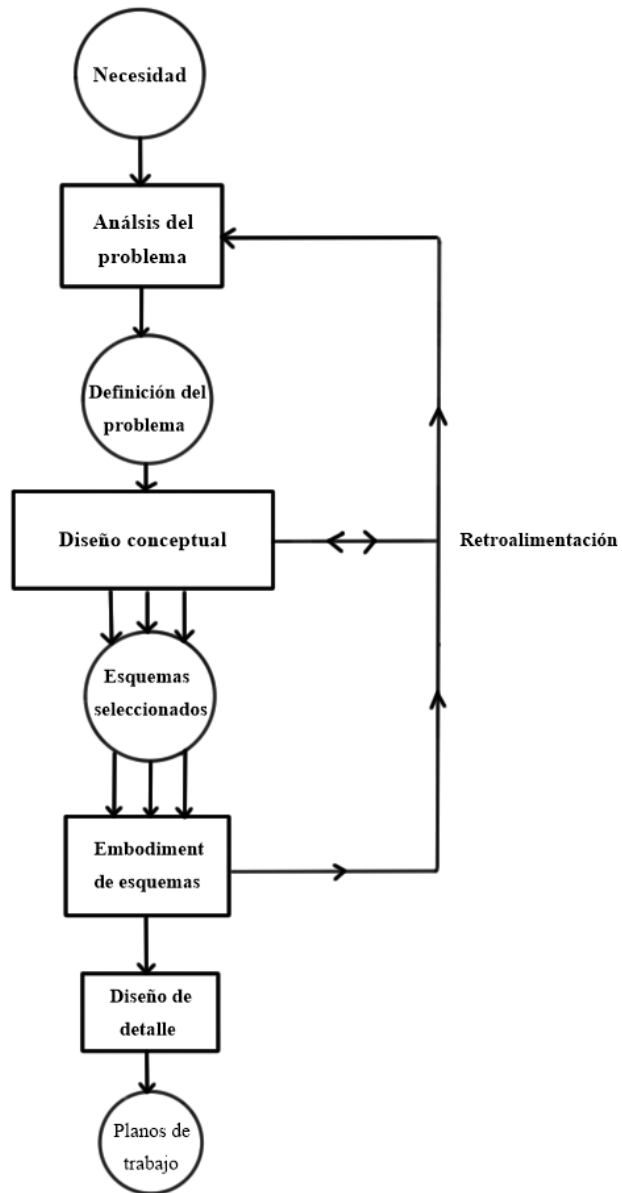 Necesidad
Análsis del
problema
Definición del
problema
Diseño conceptual
Retroalimentación
Esquemas
seleccionados
Embodiment
de esquemas
Diseño de
detalle
Planos de
trabajo